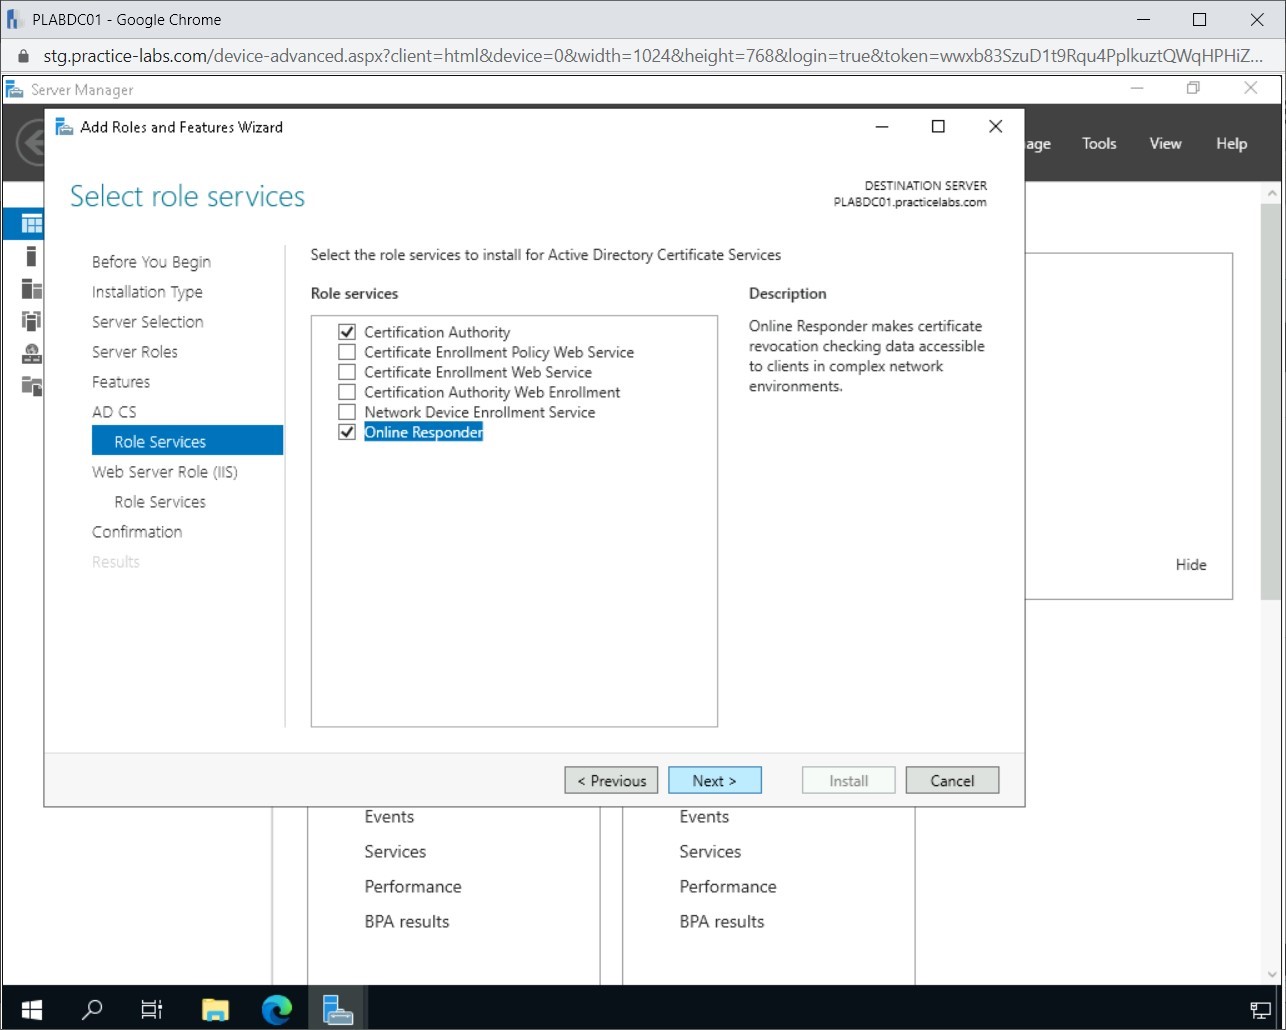 PLABDC01 - Google Chrome
stg.practice-labs.com/device-advanced.aspx?client=html&device=0&width=1024&height=768&login=true&token=wwxb83SzuD1t9Rqu4PplkuztQWqHPHiZ...
Server Manager
Add Roles and Features Wizard
age Tools View Help
Select role services
DESTINATION SERVER
PLABDC01.practicelabs.com
Before You Begin
Installation Type
Server Selection
Server Roles
Features
AD CS
Role Services
Web Server Role (IIS)
Role Services
Confirmation
Results
Select the role services to install for Active Directory Certificate Services
Role services
Certification Authority
Certificate Enrollment Policy Web Service
Certificate Enrollment Web Service
Certification Authority Web Enrollment
Network Device Enrollment Service
Online Responder
Description
Online Responder makes certificate
revocation checking data accessible
to clients in complex network
environments.
Hide
< Previous Next > Install Cancel
Events
Services
Performance
BPA results
Events
Services
Performance
BPA results